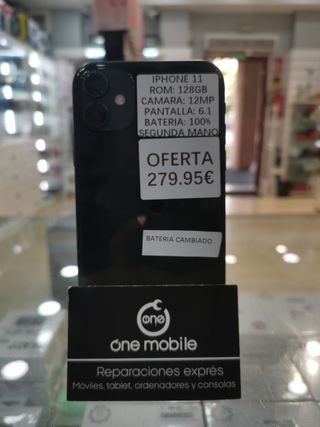 IPHONE 11
ROM: 128GB
CAMARA: 12MP
PANTALLA: 6.1
BATERIA: 100%
SEGUNDA MANO
OFERTA
279.95€
BATERIA CAMBIADO
One
óne mobile
Reparaciones exprés
Móviles, tablet, ordenadores y consolas